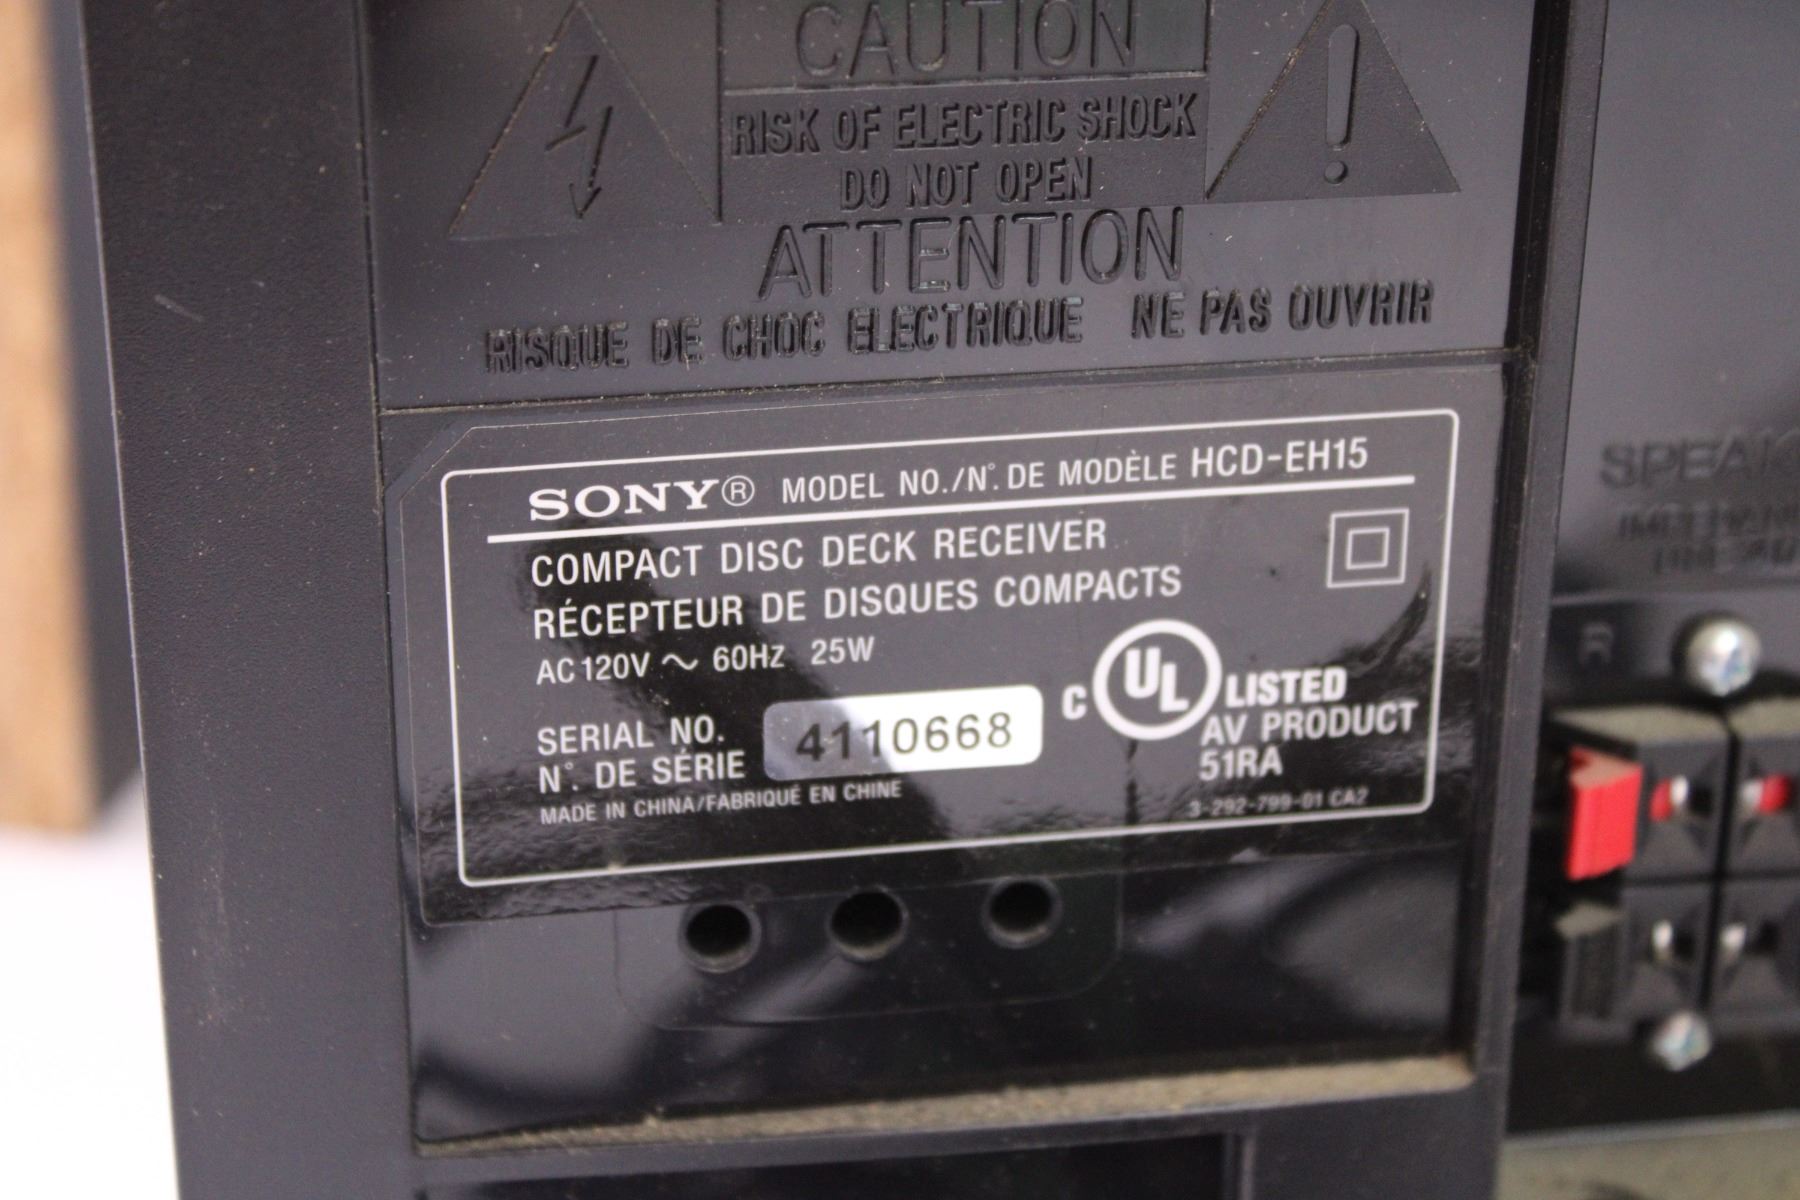 CAUTION
RISK OF ELECTRIC SHOCK
DO NOT OPEN
ATTENTION
RISQUE DE CHOC ELECTRIQUE NE PAS OUVRIR
SONY® MODEL NO./N° DE MODÈLE HCD-EH15
COMPACT DISC DECK RECEIVER
RÉCEPTEUR DE DISQUES COMPACTS
AC 120V ~ 60Hz 25W
SERIAL NO.
N° DE SÉRIE
4110668
MADE IN CHINA/FABRIQUÉ EN CHINE
C UL LISTED
AV PRODUCT
51RA
3-292-799-01 CA2
R